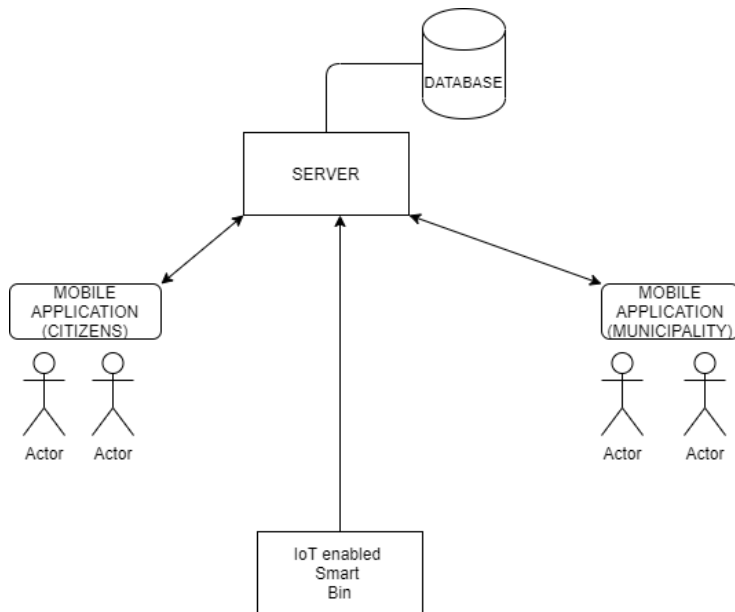 DATABASE
SERVER
MOBILE
APPLICATION
(CITIZENS)
MOBILE
APPLICATION
(MUNICIPALITY)
Actor
Actor
Actor
Actor
IoT enabled
Smart
Bin